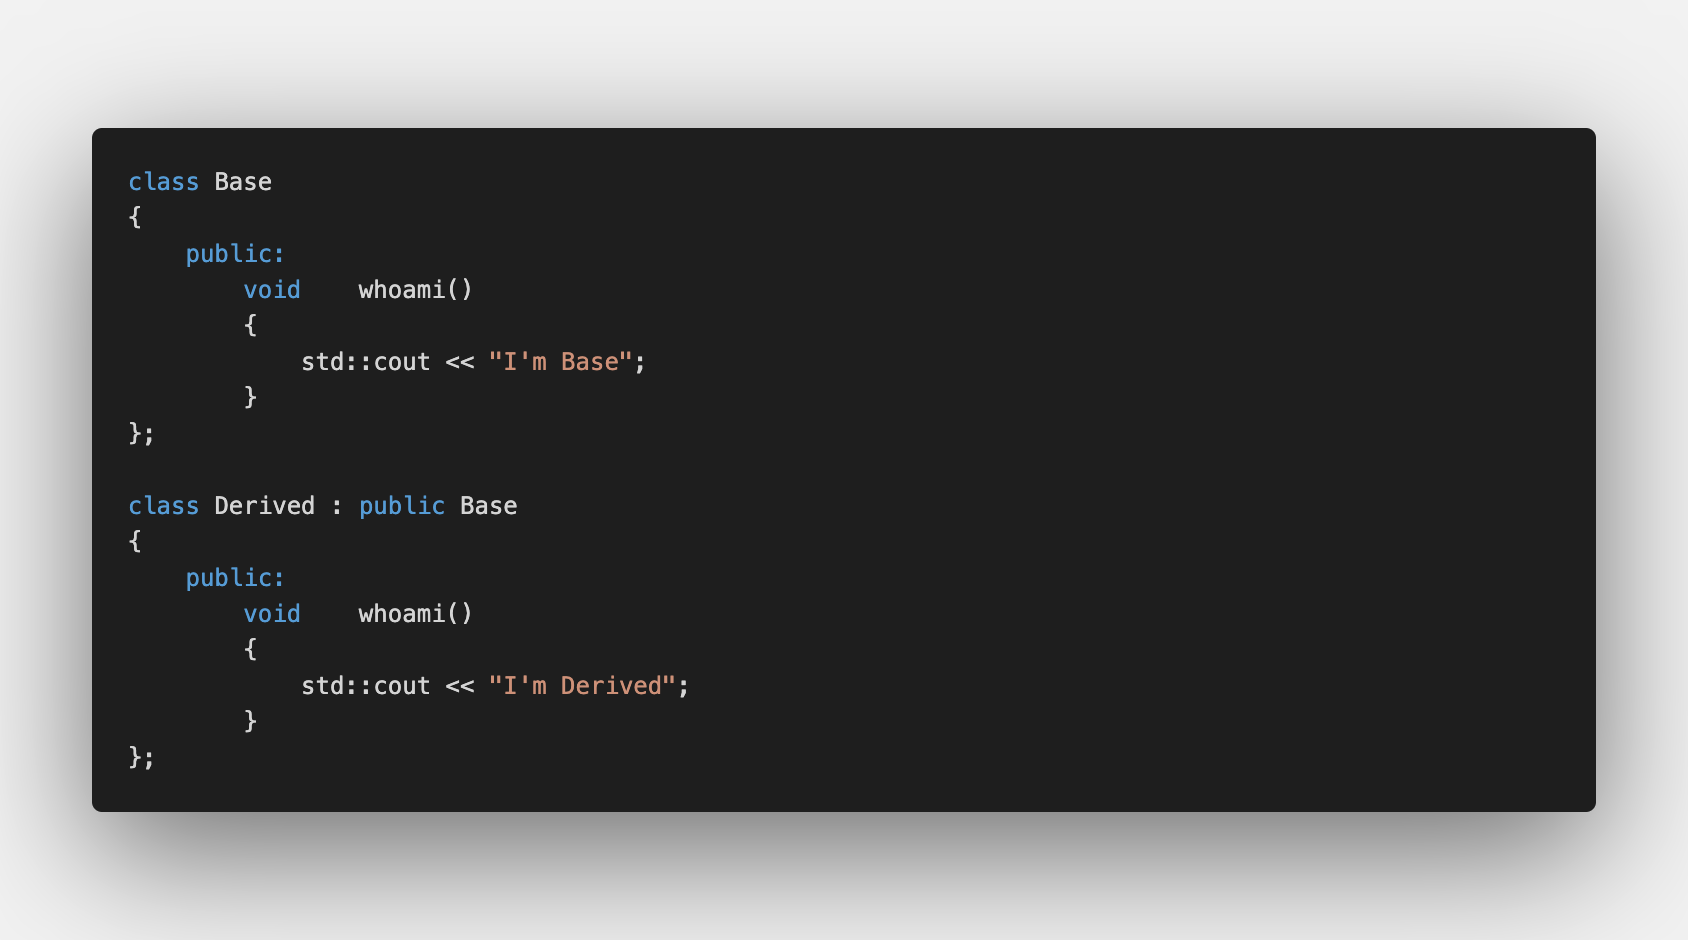 class Base
{
    public:
        void    whoami()
        {
            std::cout << "I'm Base";
        }
};

class Derived : public Base
{
    public:
        void    whoami()
        {
            std::cout << "I'm Derived";
        }
};